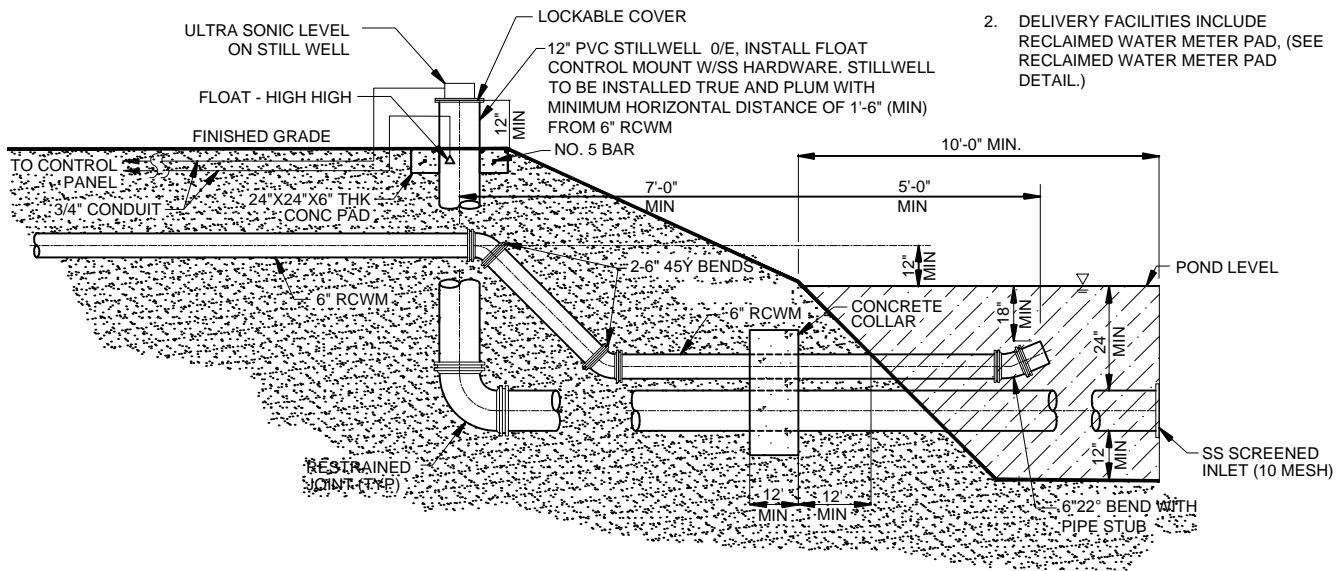 ULTRA SONIC LEVEL
ON STILL WELL
LOCKABLE COVER
12" PVC STILLWELL 0/E, INSTALL FLOAT
CONTROL MOUNT W/SS HARDWARE. STILLWELL
TO BE INSTALLED TRUE AND PLUM WITH
MINIMUM HORIZONTAL DISTANCE OF 1'-6" (MIN)
FROM 6" RCWM
2. DELIVERY FACILITIES INCLUDE
RECLAIMED WATER METER PAD, (SEE
RECLAIMED WATER METER PAD
DETAIL.)
FLOAT - HIGH HIGH
12"
MIN
FINISHED GRADE
NO. 5 BAR
TO CONTROL
PANEL
3/4" CONDUIT
24"X24"X6" THK
CONC PAD
10'-0" MIN.
7'-0"
MIN
5'-0"
MIN
12"
MIN
2-6" 45Y BENDS
POND LEVEL
6" RCWM
6" RCWM
CONCRETE
COLLAR
18"
MIN
24"
MIN
12"
MIN
RESTRAINED
JOINT (TYP)
12'
MIN
12'
MIN
SS SCREENED
INLET (10 MESH)
6"22° BEND WITH
PIPE STUB